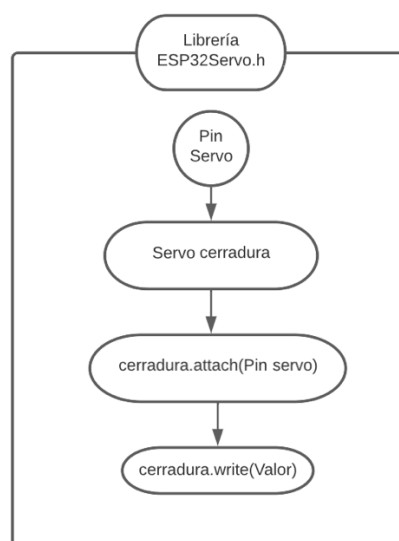 Librería
ESP32Servo.h
Pin
Servo
Servo cerradura
cerradura.attach(Pin servo)
cerradura.write(Valor)